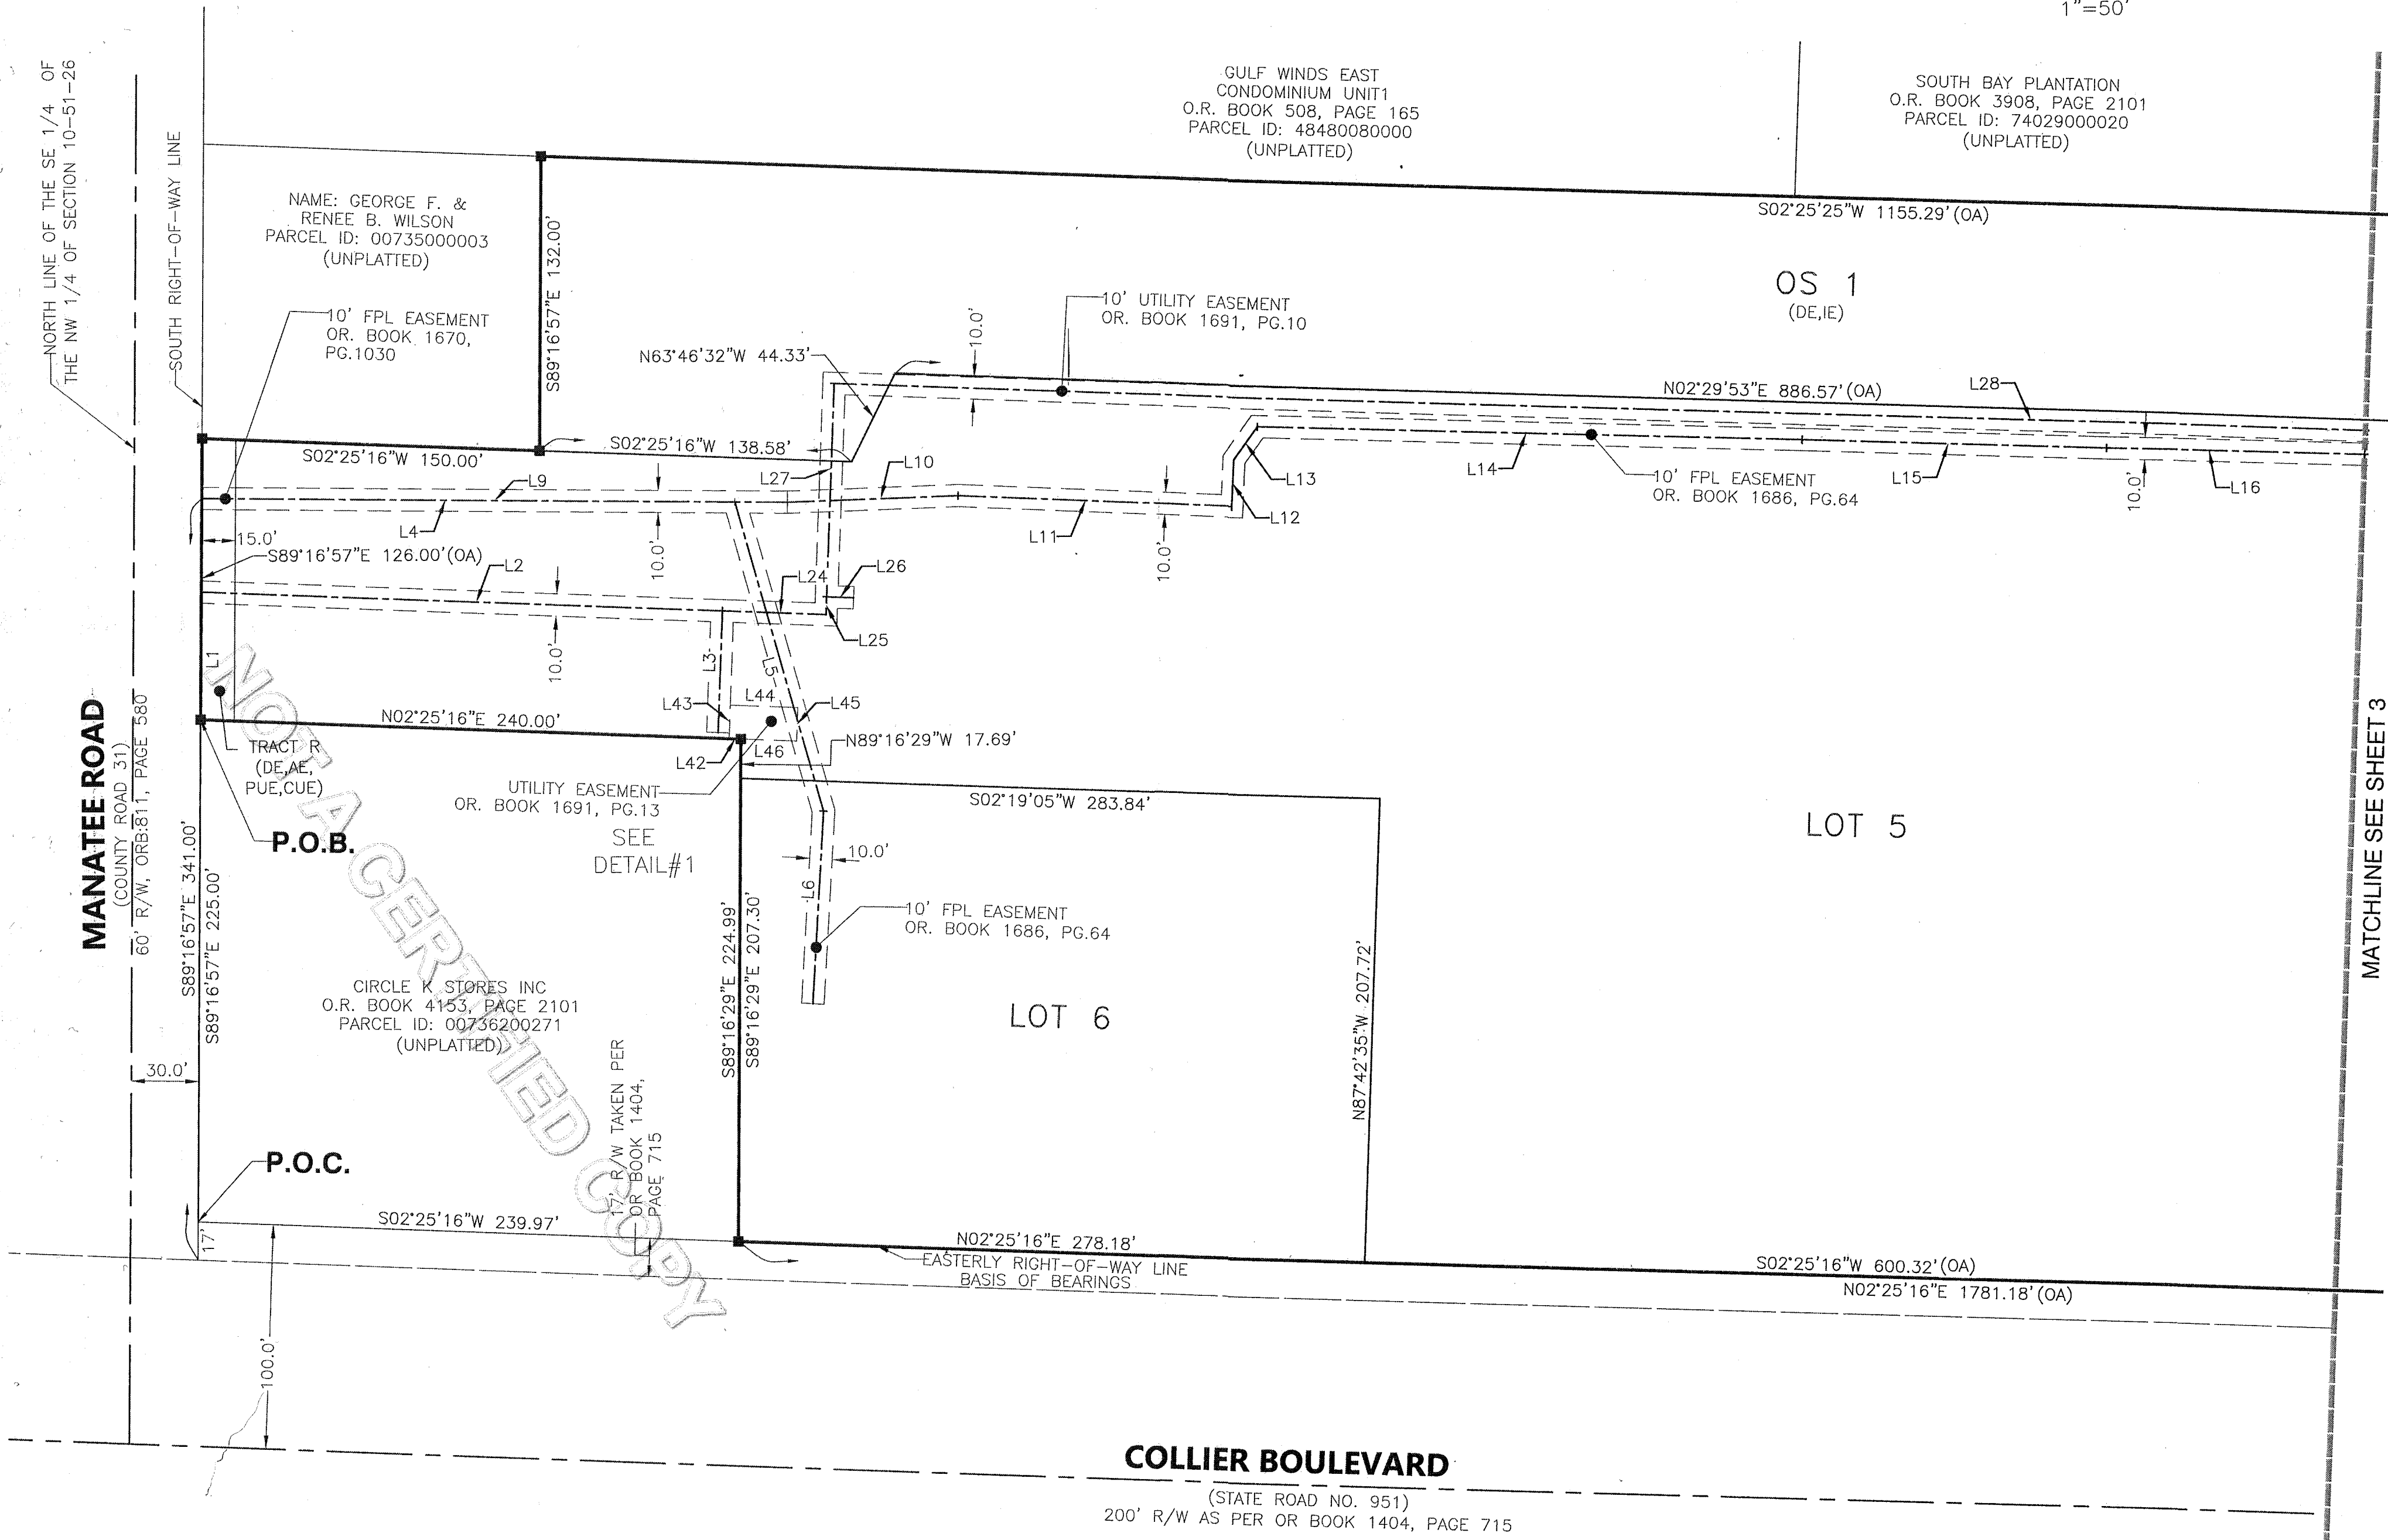 1"=50'
NORTH LINE OF THE SE 1/4 OF
THE NW 1/4 OF SECTION 10-51-26
SOUTH RIGHT-OF-WAY LINE
GULF WINDS EAST
CONDOMINIUM UNIT1
O.R. BOOK 508, PAGE 165
PARCEL ID: 48480080000
(UNPLATTED)
SOUTH BAY PLANTATION
O.R. BOOK 3908, PAGE 2101
PARCEL ID: 74029000020
(UNPLATTED)
NAME: GEORGE F. &
RENEE B. WILSON
PARCEL ID: 00735000003
(UNPLATTED)
S89°16'57"E 132.00'
S02°25'25"W 1155.29'(OA)
OS 1
(DE,IE)
10' FPL EASEMENT
OR. BOOK 1670,
PG.1030
10' UTILITY EASEMENT
OR. BOOK 1691, PG.10
N63°46'32"W 44.33'
10.0'
N02°29'53"E 886.57'(OA)
L28
S02°25'16"W 150.00'
S02°25'16"W 138.58'
L27
L10
L9
L4
L13
L14
L12
L11
10' FPL EASEMENT
OR. BOOK 1686, PG.64
L15
L16
10.0'
10.0'
10.0'
15.0'
S89°16'57"E 126.00'(OA)
L2
L24
L26
L25
10.0'
L1
L3
L5
L43
L44
L45
L46
L42
N02°25'16"E 240.00'
N89°16'29"W 17.69'
TRACT R
(DE,AE,
PUE,CUE)
UTILITY EASEMENT
OR. BOOK 1691, PG.13
SEE
DETAIL#1
S02°19'05"W 283.84'
P.O.B.
MANATEE ROAD
(COUNTY ROAD 31)
60' R/W, ORB:811, PAGE 580
S89°16'57"E 341.00'
S89°16'57"E 225.00'
10.0'
L6
10' FPL EASEMENT
OR. BOOK 1686, PG.64
LOT 5
LOT 6
MATCHLINE SEE SHEET 3
CIRCLE K STORES INC
O.R. BOOK 4153, PAGE 2101
PARCEL ID: 00736200271
(UNPLATTED)
S89°16'29"E 224.99'
S89°16'29"E 207.30'
N87°42'35"W 207.72'
30.0'
17' R/W TAKEN PER
OR BOOK 1404,
PAGE 715
P.O.C.
S02°25'16"W 239.97'
17'
N02°25'16"E 278.18'
EASTERLY RIGHT-OF-WAY LINE
BASIS OF BEARINGS
S02°25'16"W 600.32'(OA)
N02°25'16"E 1781.18'(OA)
100.0'
COLLIER BOULEVARD
(STATE ROAD NO. 951)
200' R/W AS PER OR BOOK 1404, PAGE 715
NOT A CERTIFIED COPY